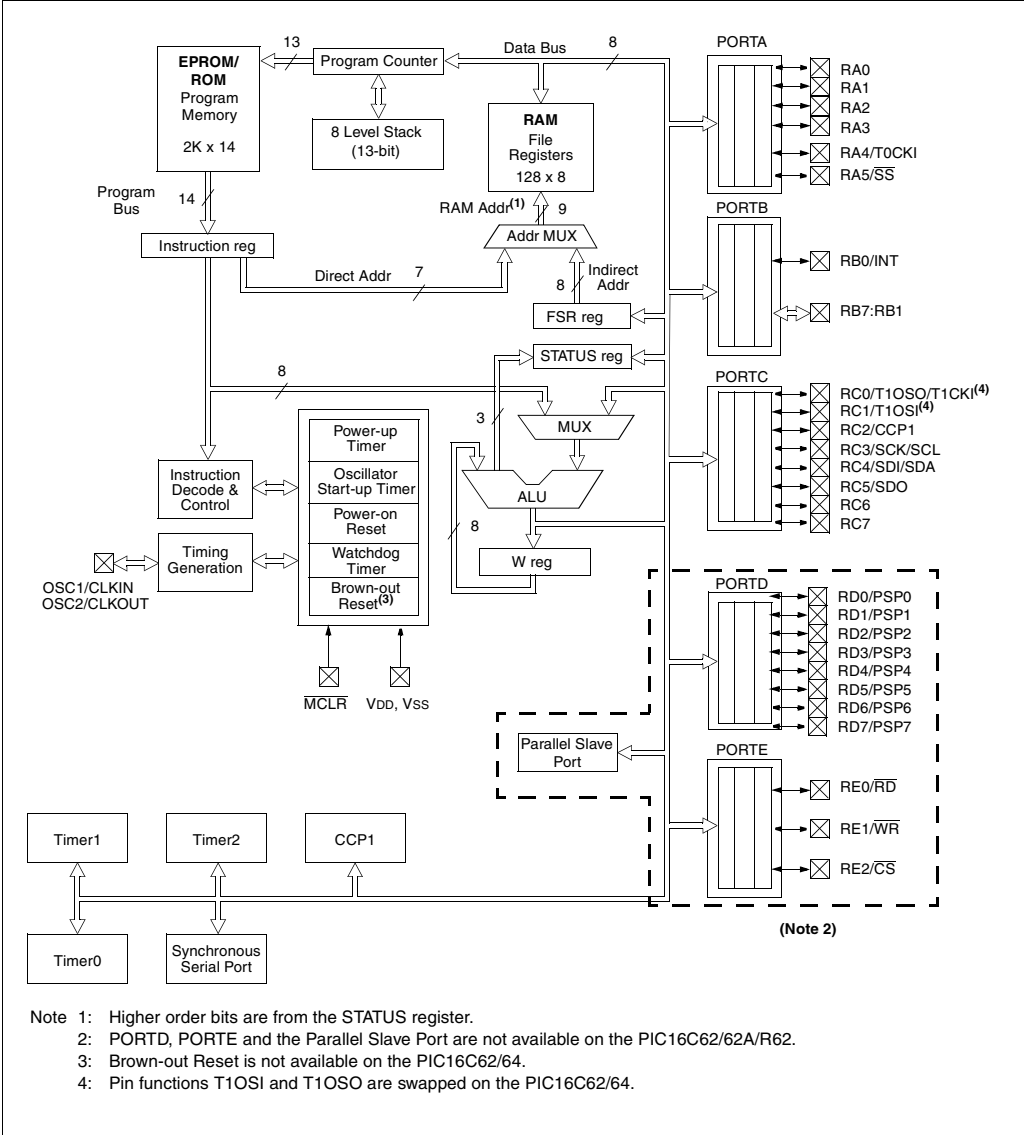 EPROM/
ROM
Program
Memory
2K x 14
13
Program Counter
8 Level Stack
(13-bit)
Data Bus
8
RAM
File
Registers
128 x 8
Program
Bus
14
RAM Addr(1)
9
Instruction reg
Addr MUX
Direct Addr
7
8
Indirect
Addr
FSR reg
STATUS reg
8
3
MUX
ALU
8
W reg
Power-up
Timer
Oscillator
Start-up Timer
Power-on
Reset
Watchdog
Timer
Brown-out
Reset(3)
Instruction
Decode &
Control
Timing
Generation
OSC1/CLKIN
OSC2/CLKOUT
MCLR
VDD, VSS
PORTA
RA0
RA1
RA2
RA3
RA4/T0CKI
RA5/SS
PORTB
RB0/INT
RB7:RB1
PORTC
RC0/T1OSO/T1CKI(4)
RC1/T1OSI(4)
RC2/CCP1
RC3/SCK/SCL
RC4/SDI/SDA
RC5/SDO
RC6
RC7
PORTD
RD0/PSP0
RD1/PSP1
RD2/PSP2
RD3/PSP3
RD4/PSP4
RD5/PSP5
RD6/PSP6
RD7/PSP7
Parallel Slave
Port
PORTE
RE0/RD
RE1/WR
RE2/CS
(Note 2)
Timer1
Timer2
CCP1
Timer0
Synchronous
Serial Port
Note 1: Higher order bits are from the STATUS register.
2: PORTD, PORTE and the Parallel Slave Port are not available on the PIC16C62/62A/R62.
3: Brown-out Reset is not available on the PIC16C62/64.
4: Pin functions T1OSI and T1OSO are swapped on the PIC16C62/64.